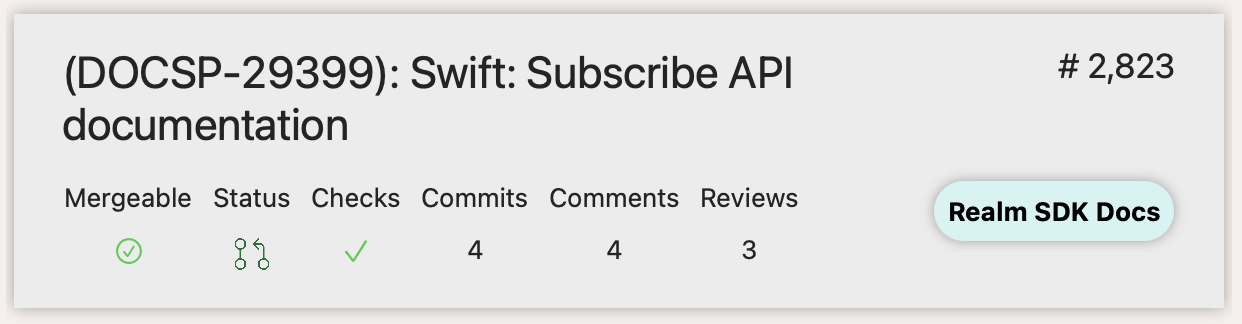 (DOCSP-29399): Swift: Subscribe API
documentation
# 2,823
Mergeable Status Checks Commits Comments Reviews
4 4 3
Realm SDK Docs